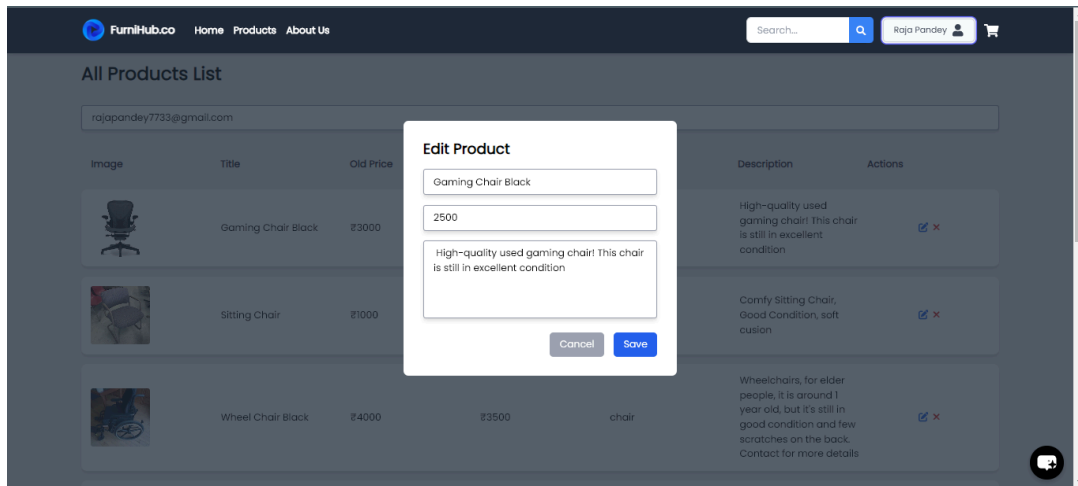 FurniHub.co Home Products About Us Search... Raja Pandey
All Products List
rajapandey7733@gmail.com
Edit Product
Gaming Chair Black
2500
High-quality used gaming chair! This chair
is still in excellent condition
Cancel Save
Image Title Old Price Description Actions
Gaming Chair Black ₹3000
High-quality used
gaming chair! This chair
is still in excellent
condition
Sitting Chair ₹1000
Comfy Sitting Chair,
Good Condition, soft
cusion
Wheel Chair Black ₹4000 ₹3500 chair
Wheelchairs, for elder
people, it is around 1
year old, but it's still in
good condition and few
scratches on the back.
Contact for more details